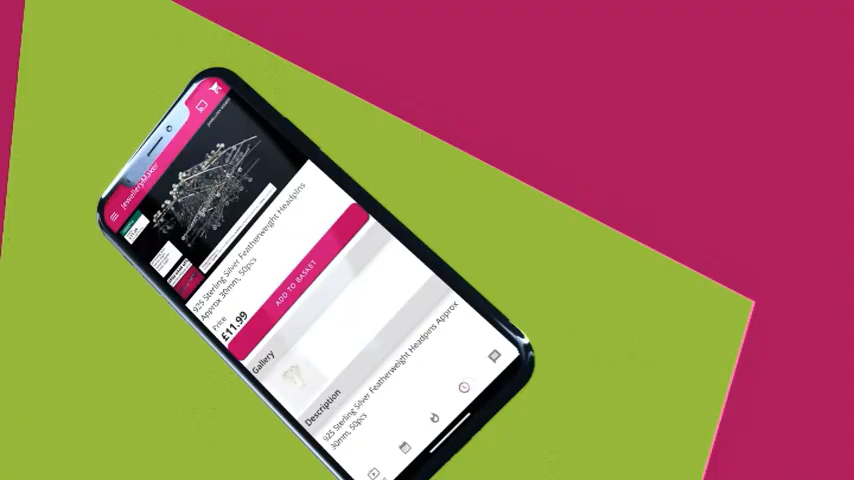 JewelleryMaker
925 Sterling Silver Featherweight Headpins
Approx 30mm, 50pcs
Price
£11.99
ADD TO BASKET
Gallery
Description
925 Sterling Silver Featherweight Headpins Approx
30mm, 50pcs